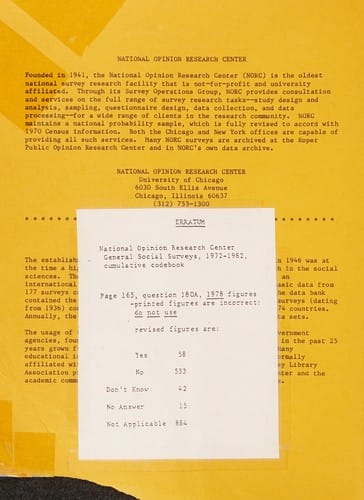 NATIONAL OPINION RESEARCH CENTER
Founded in 1941, the National Opinion Research Center (NORC) is the oldest
national survey research facility that is not-for-profit and university
affiliated. Through its Survey Operations Group, NORC provides consultation
and services on the full range of survey research tasks--study design and
analysis, sampling, questionnaire design, data collection, and data
processing--for a wide range of clients in the research community. NORC
maintains a national probability sample, which is fully revised to accord with
1970 Census information. Both the Chicago and New York offices are capable of
providing all such services. Many NORC surveys are archived at the Roper
Public Opinion Research Center and in NORC's own data archive.
NATIONAL OPINION RESEARCH CENTER
University of Chicago
6030 South Ellis Avenue
Chicago, Illinois 60637
(312) 753-1300
ERRATUM
National Opinion Research Center
General Social Surveys, 1972-1982,
cumulative codebook
Page 165, question 180A, 1978 figures
-printed figures are incorrect:
do not use
revised figures are:
Yes 58
No 533
Don't Know 42
No Answer 15
Not Applicable 884
The establish in 1946 was at
the time a hi ch in the social
sciences. The an
international asic data from
177 surveys c he data bank
contained the surveys (dating
from 1936) con 74 countries.
Annually, the ta sets.
The usage of vernment
agencies, foun in the past 25
years grown f Many
educational i ormally
affiliated wit ey Library
Association p ter and the
academic comm e.